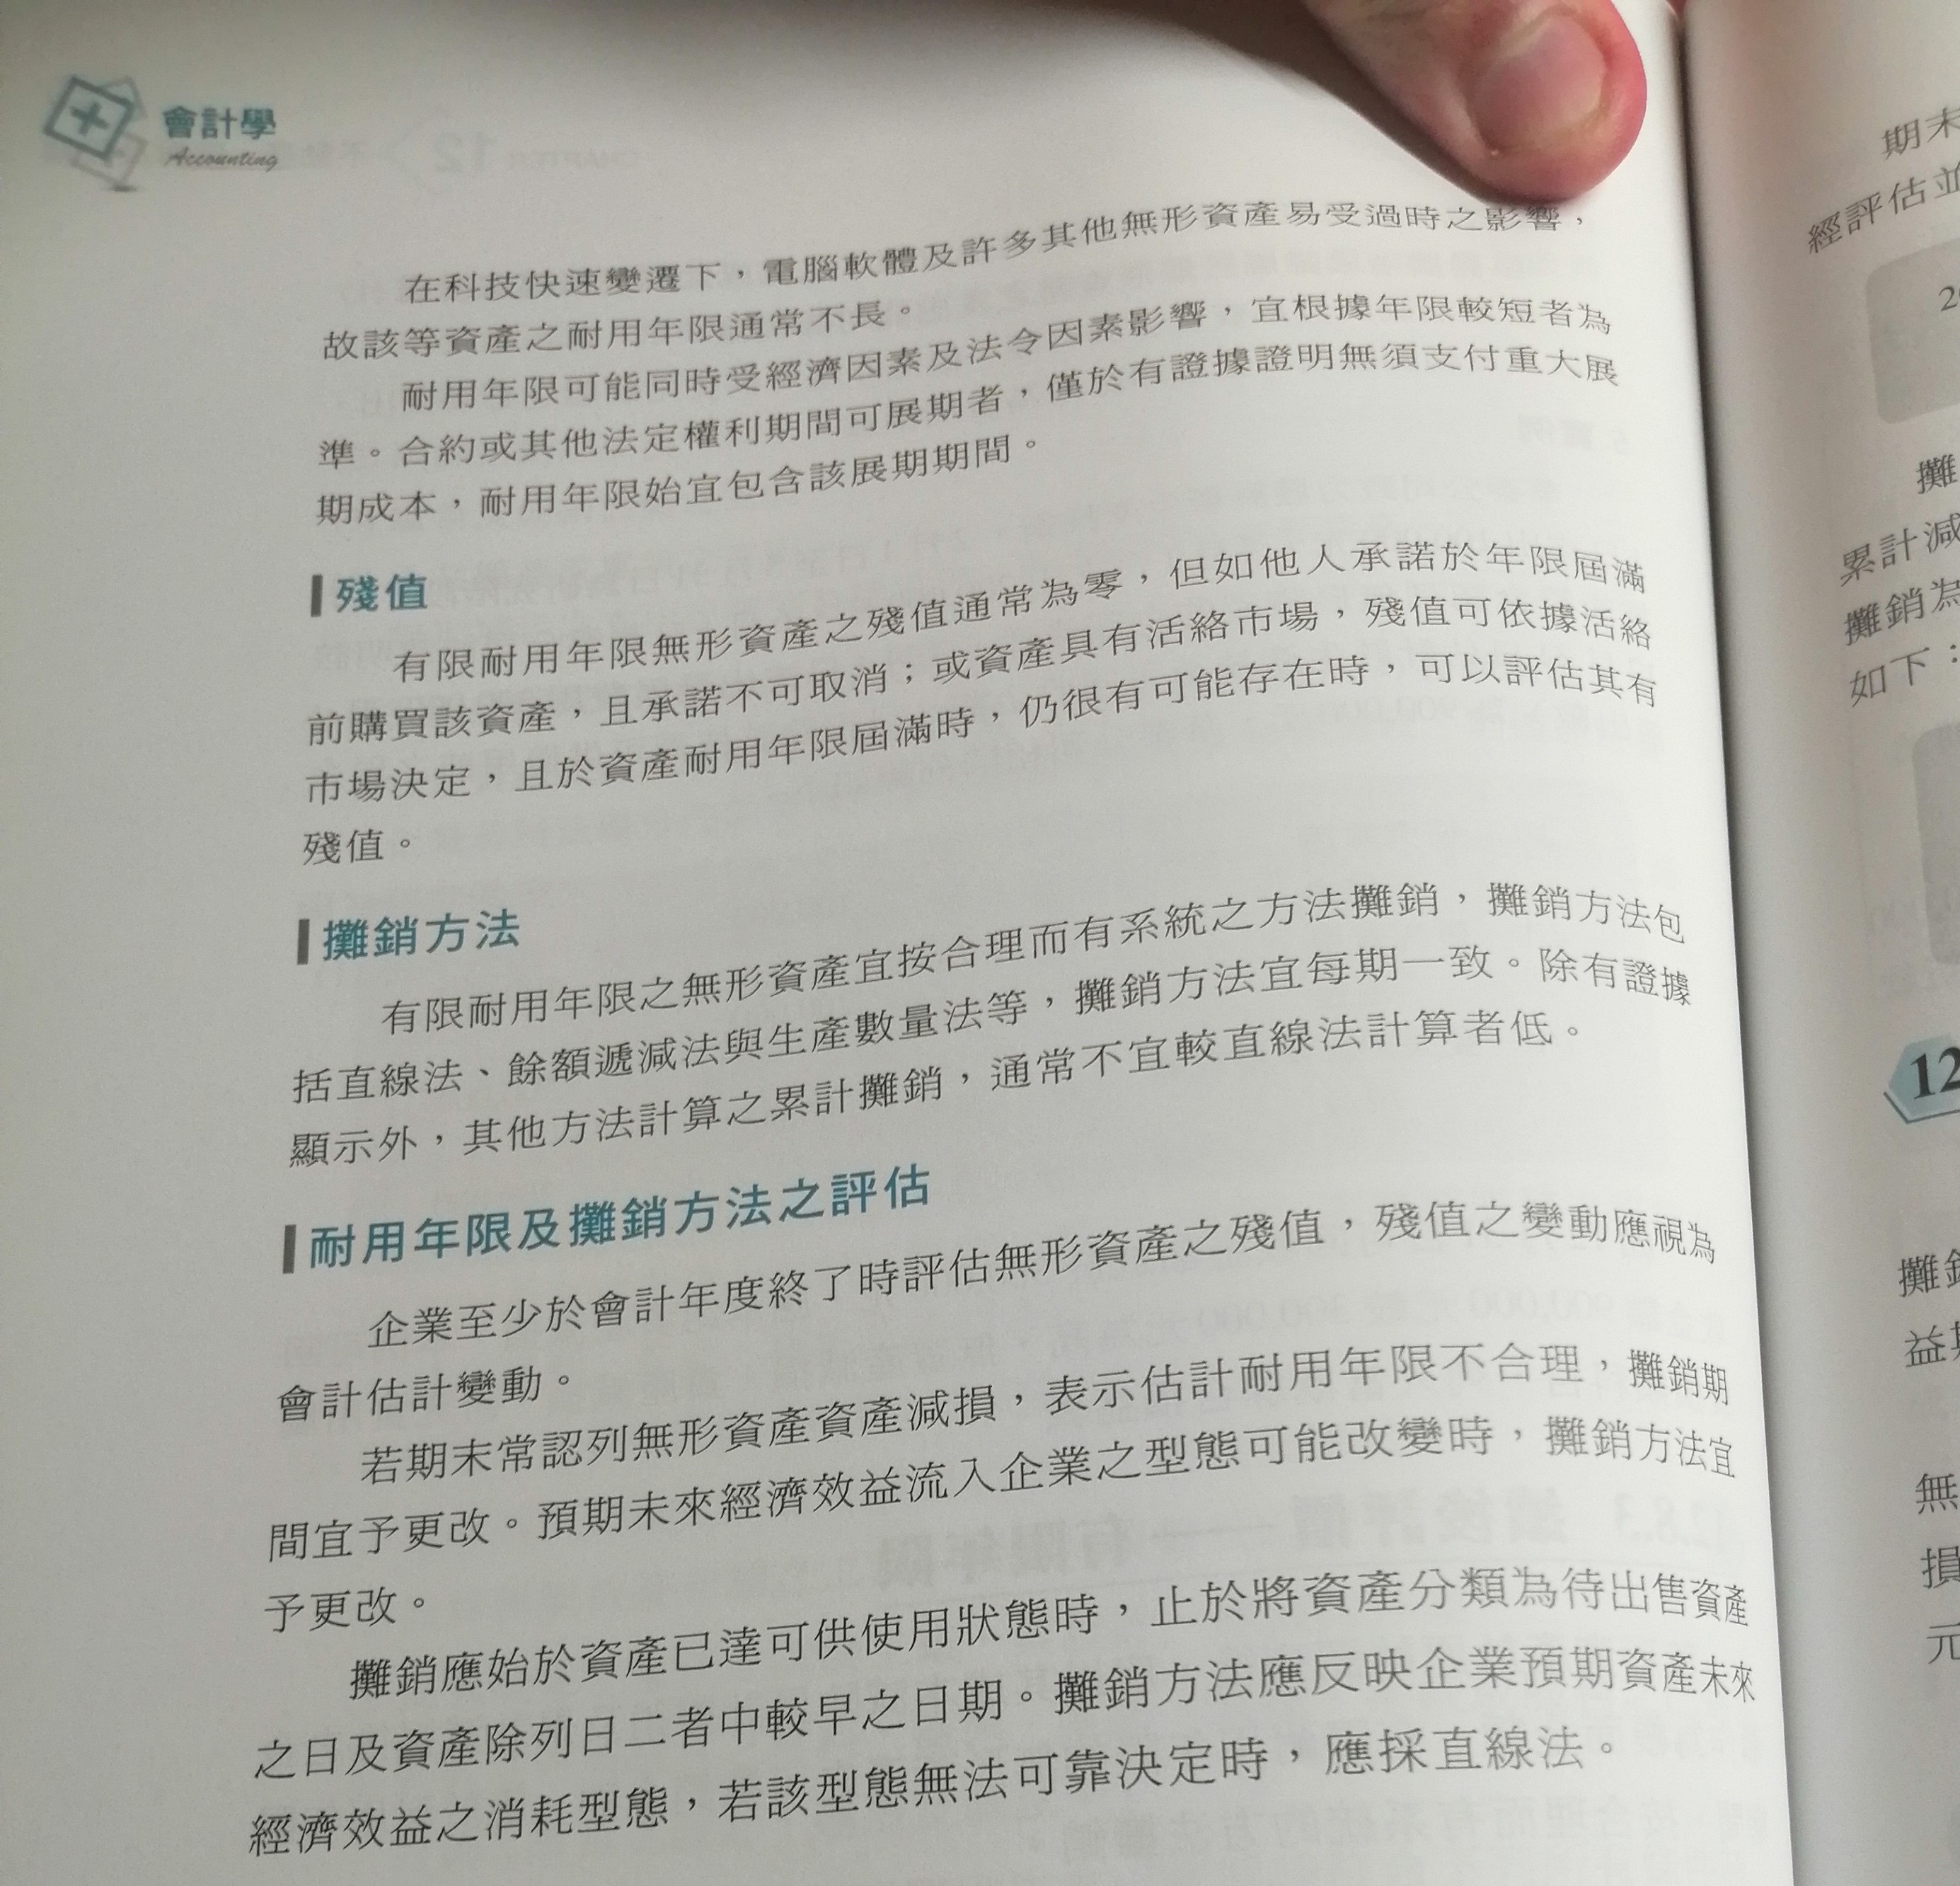 會計學
Accounting
在科技快速變遷下，電腦軟體及許多其他無形資產易受過時之影響，
故該等資產之耐用年限通常不長。
耐用年限可能同時受經濟因素及法令因素影響，宜根據年限較短者為
準。合約或其他法定權利期間可展期者，僅於有證據證明無須支付重大展
期成本，耐用年限始宜包含該展期期間。
殘值
有限耐用年限無形資產之殘值通常為零，但如他人承諾於年限屆滿
前購買該資產，且承諾不可取消；或資產具有活絡市場，殘值可依據活絡
市場決定，且於資產耐用年限屆滿時，仍很有可能存在時，可以評估其有
殘值。
攤銷方法
有限耐用年限之無形資產宜按合理而有系統之方法攤銷，攤銷方法包
括直線法、餘額遞減法與生產數量法等，攤銷方法宜每期一致。除有證據
顯示外，其他方法計算之累計攤銷，通常不宜較直線法計算者低。
耐用年限及攤銷方法之評估
企業至少於會計年度終了時評估無形資產之殘值，殘值之變動應視為
會計估計變動。
若期末常認列無形資產資產減損，表示估計耐用年限不合理，攤銷期
間宜予更改。預期未來經濟效益流入企業之型態可能改變時，攤銷方法宜
予更改。
攤銷應始於資產已達可供使用狀態時，止於將資產分類為待出售資產
之日及資產除列日二者中較早之日期。攤銷方法應反映企業預期資產未來
經濟效益之消耗型態，若該型態無法可靠決定時，應採直線法。
期末
經評估並
攤
累計減
攤銷為
如下：
12
攤銷
益
無
損
元